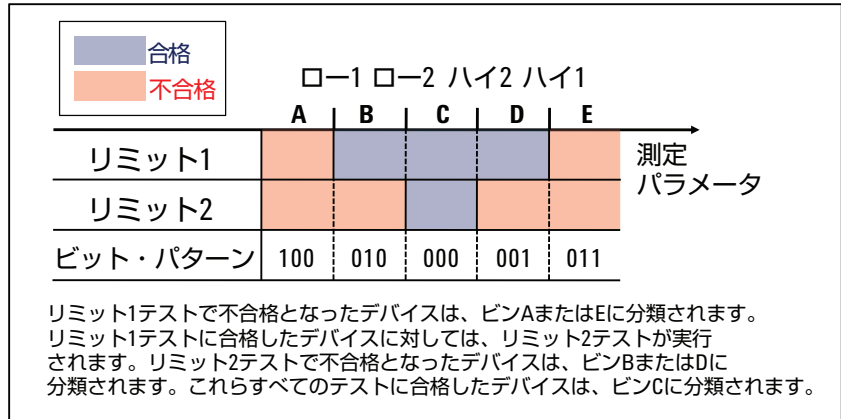 合格
不合格
ロー1 ロー2 ハイ2 ハイ1
A B C D E
リミット1
測定
パラメータ
リミット2
ビット・パターン 100 010 000 001 011
リミット1テストで不合格となったデバイスは、ビンAまたはEに分類されます。
リミット1テストに合格したデバイスに対しては、リミット2テストが実行
されます。リミット2テストで不合格となったデバイスは、ビンBまたはDに
分類されます。これらすべてのテストに合格したデバイスは、ビンCに分類されます。